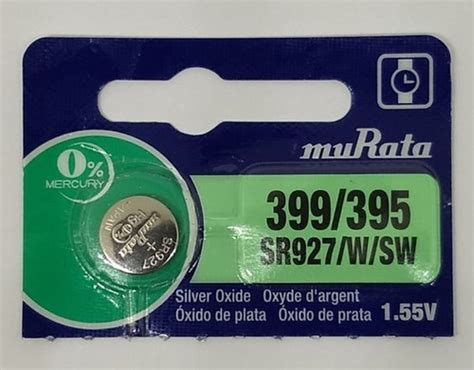 muRata
0%
MERCURY
399/395
SR927/W/SW
muRata
+
SR927
Silver Oxide Oxyde d'argent
Óxido de plata Óxido de prata 1.55V